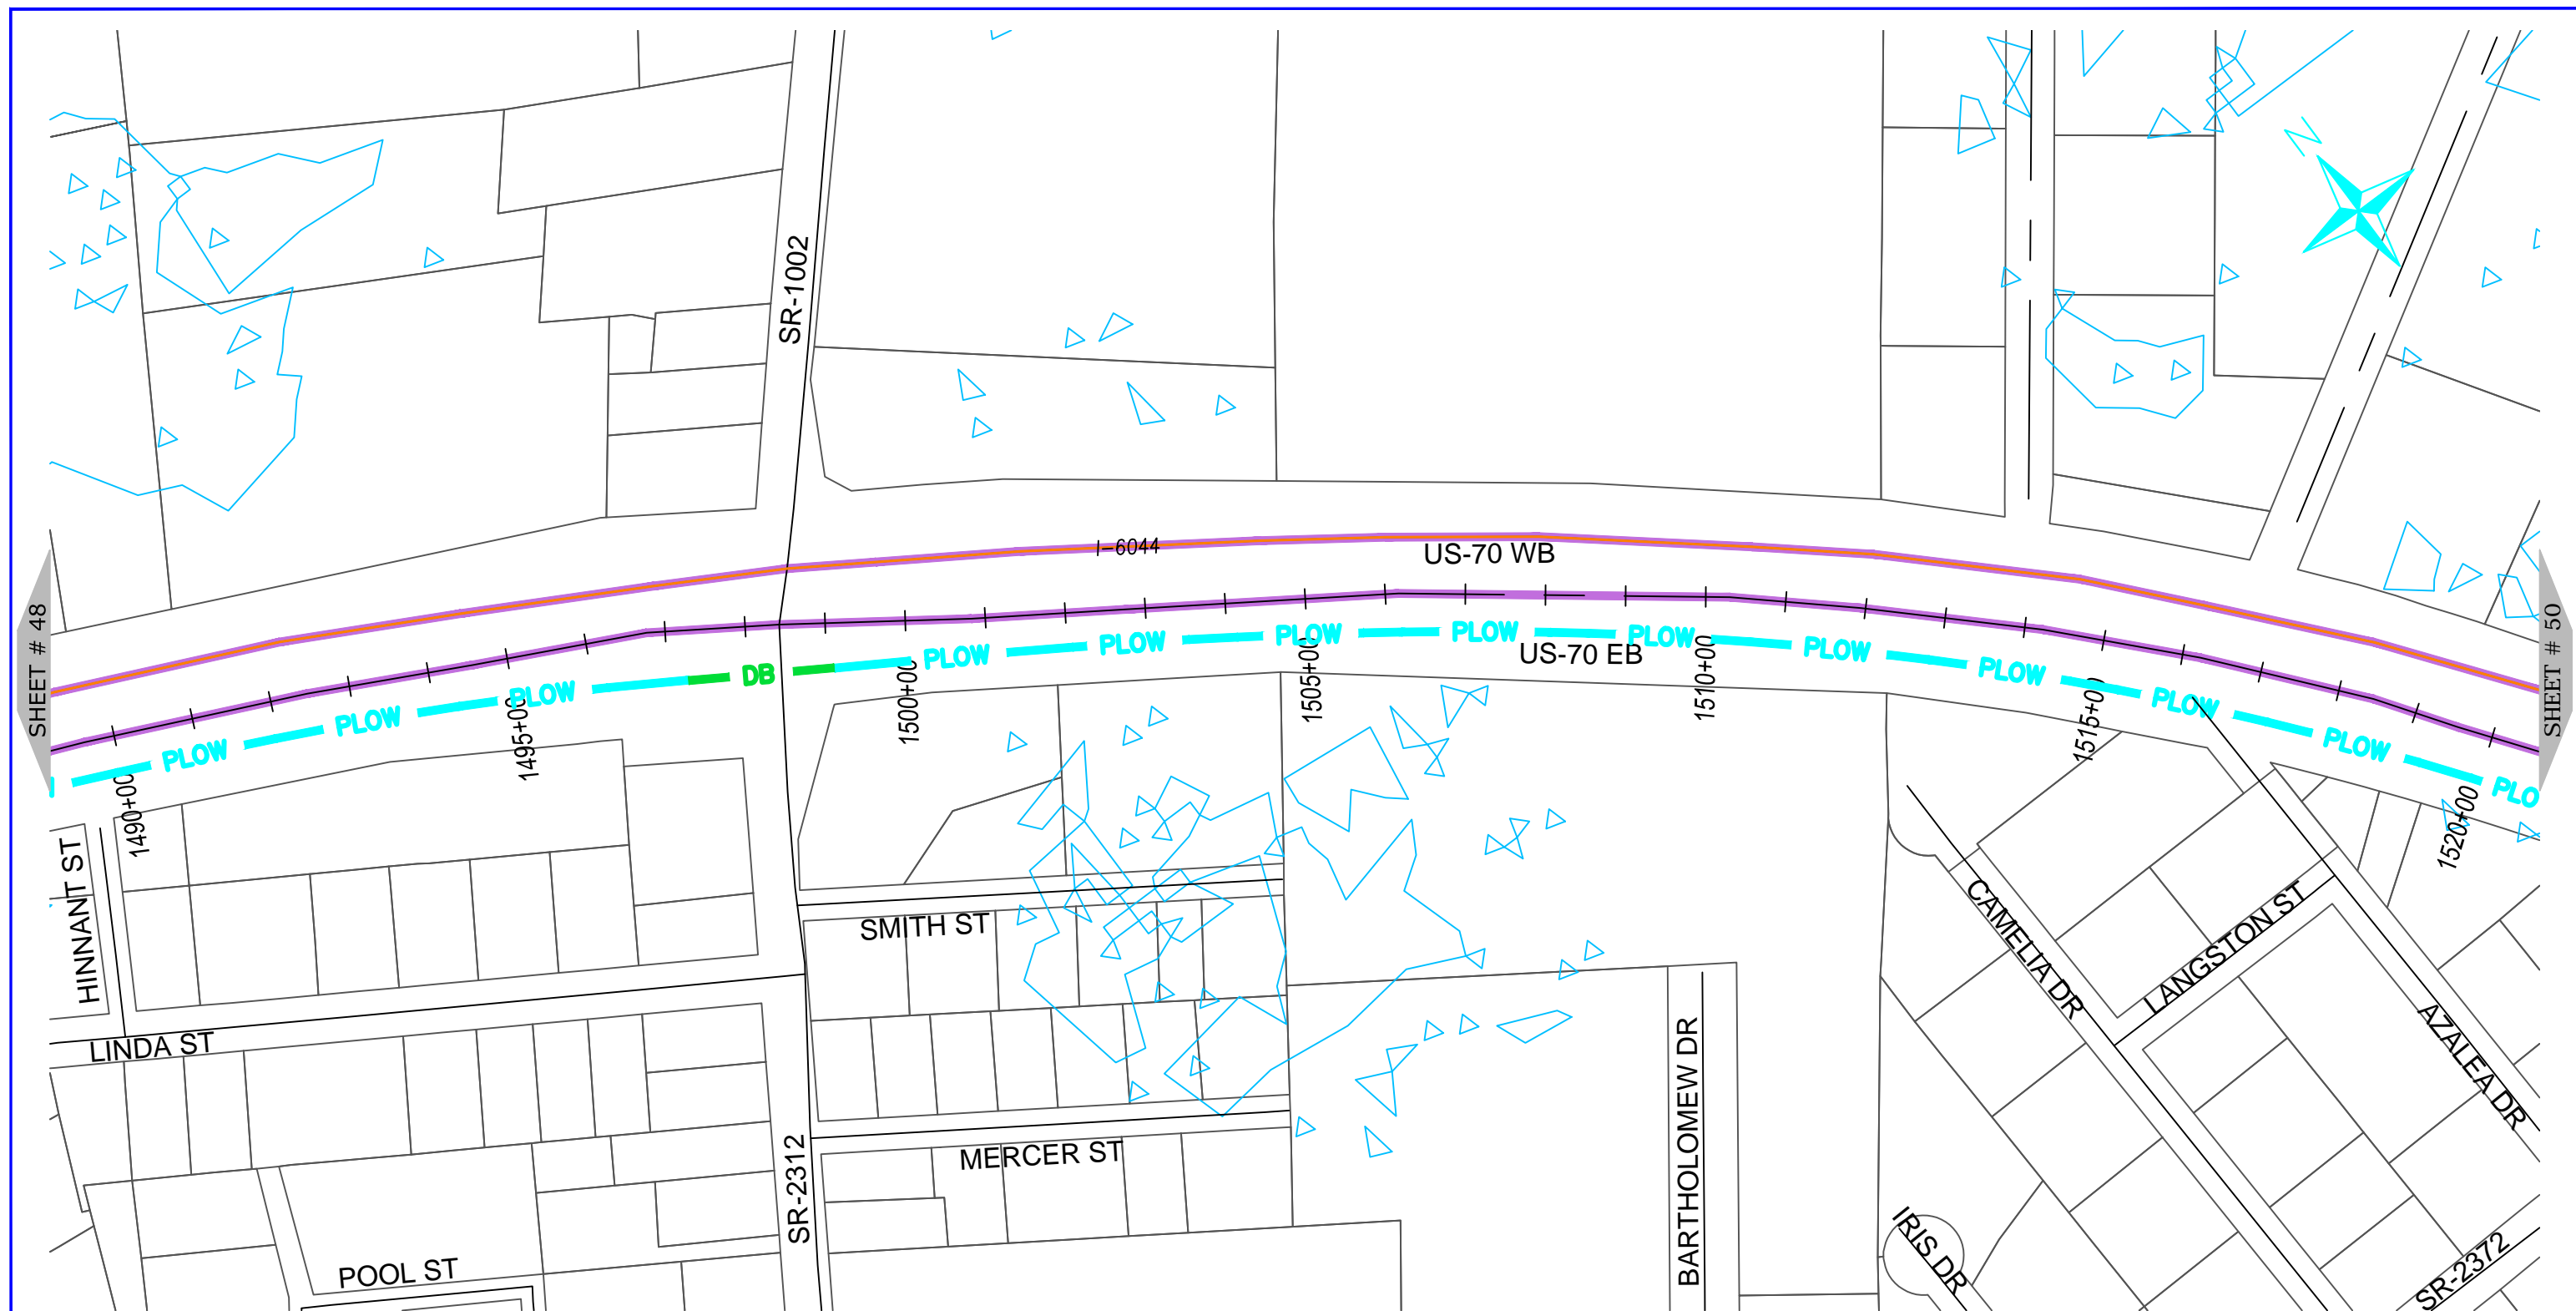 N
SR-1002
I-6044
US-70 WB
US-70 EB
SHEET # 48
SHEET # 50
PLOW
PLOW
PLOW
DB
PLOW
PLOW
PLOW
PLOW
PLOW
PLOW
PLOW
PLOW
PLOW
PLO
1490+00
1495+00
1500+00
1505+00
1510+00
1515+00
1520+00
HINNANT ST
LINDA ST
POOL ST
SR-2312
SMITH ST
MERCER ST
BARTHOLOMEW DR
CAMELIA DR
LANGSTON ST
AZALEA DR
IRIS DR
SR-2372